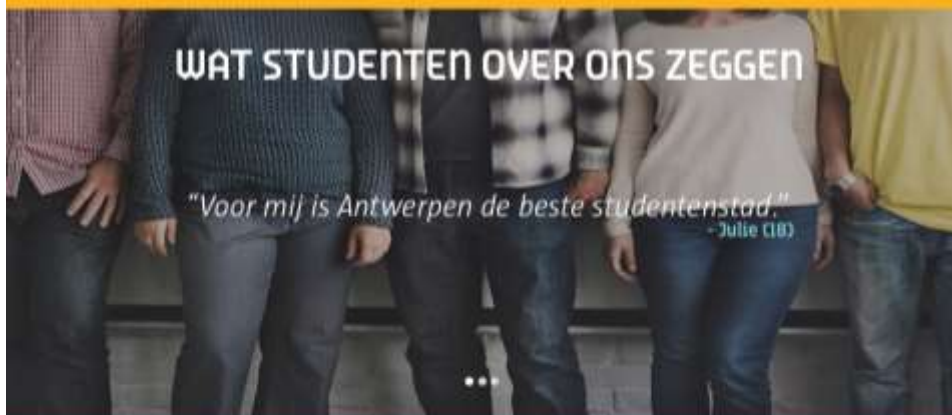 WAT STUDENTEN OVER ONS ZEGGEN
"Voor mij is Antwerpen de beste studentenstad."
- Julie (18)